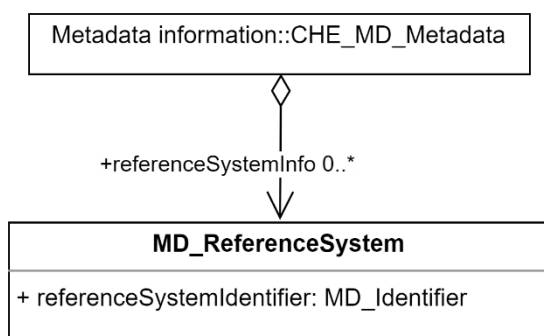 Metadata information::CHE_MD_Metadata
+referenceSystemInfo 0..*
MD_ReferenceSystem
+ referenceSystemIdentifier: MD_Identifier